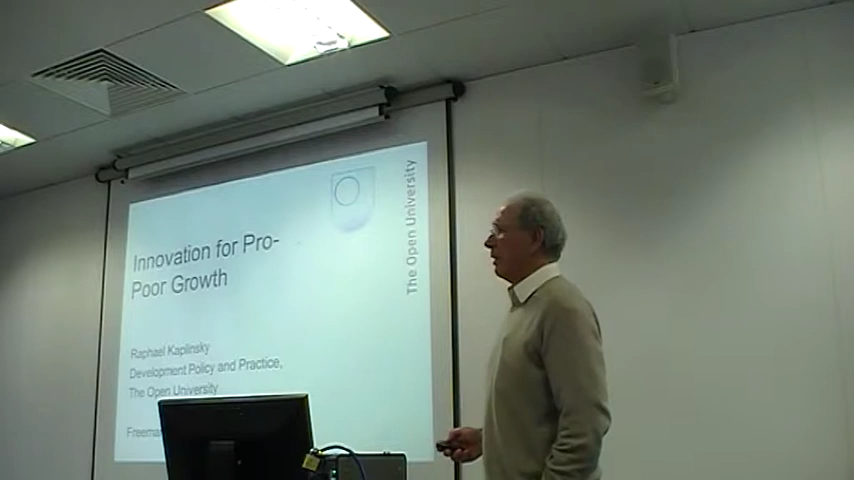 Innovation for Pro-
Poor Growth
Raphael Kaplinsky
Development Policy and Practice,
The Open University
The Open University